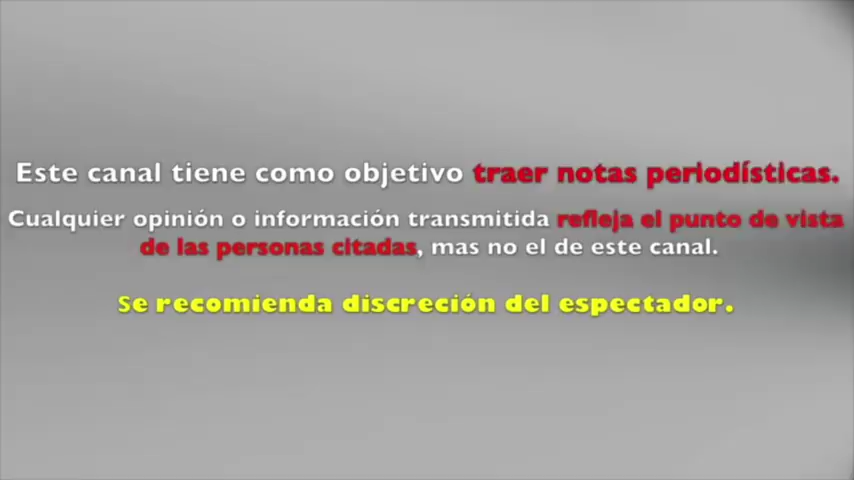 Este canal tiene como objetivo traer notas periodísticas.
Cualquier opinión o información transmitida refleja el punto de vista
de las personas citadas, mas no el de este canal.
Se recomienda discreción del espectador.